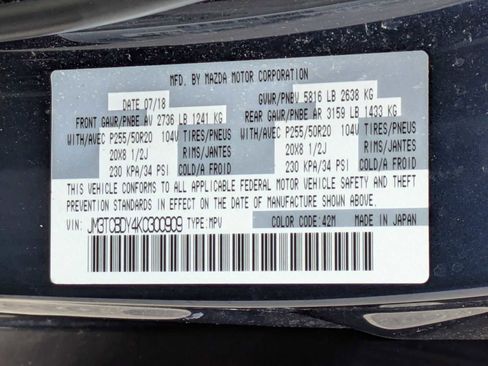 MFD. BY MAZDA MOTOR CORPORATION
DATE 07/18 GVWR/PNBV 5816 LB 2638 KG
FRONT GAWR/PNBE AV 2736 LB 1241 KG REAR GAWR/PNBE AR 3159 LB 1433 KG
WITH/AVEC P255/50R20 104V TIRES/PNEUS WITH/AVEC P255/50R20 104V TIRES/PNEUS
20X8 1/2J RIMS/JANTES 20X8 1/2J RIMS/JANTES
230 KPA/34 PSI COLD/A FROID 230 KPA/34 PSI COLD/A FROID
THIS VEHICLE CONFORMS TO ALL APPLICABLE FEDERAL MOTOR VEHICLE SAFETY AND THEFT
PREVENTION STANDARDS IN EFFECT ON THE DATE OF MANUFACTURE SHOWN ABOVE.
VIN: JM3TCBDY4KC300909 TYPE: MPV COLOR CODE: 42M MADE IN JAPAN